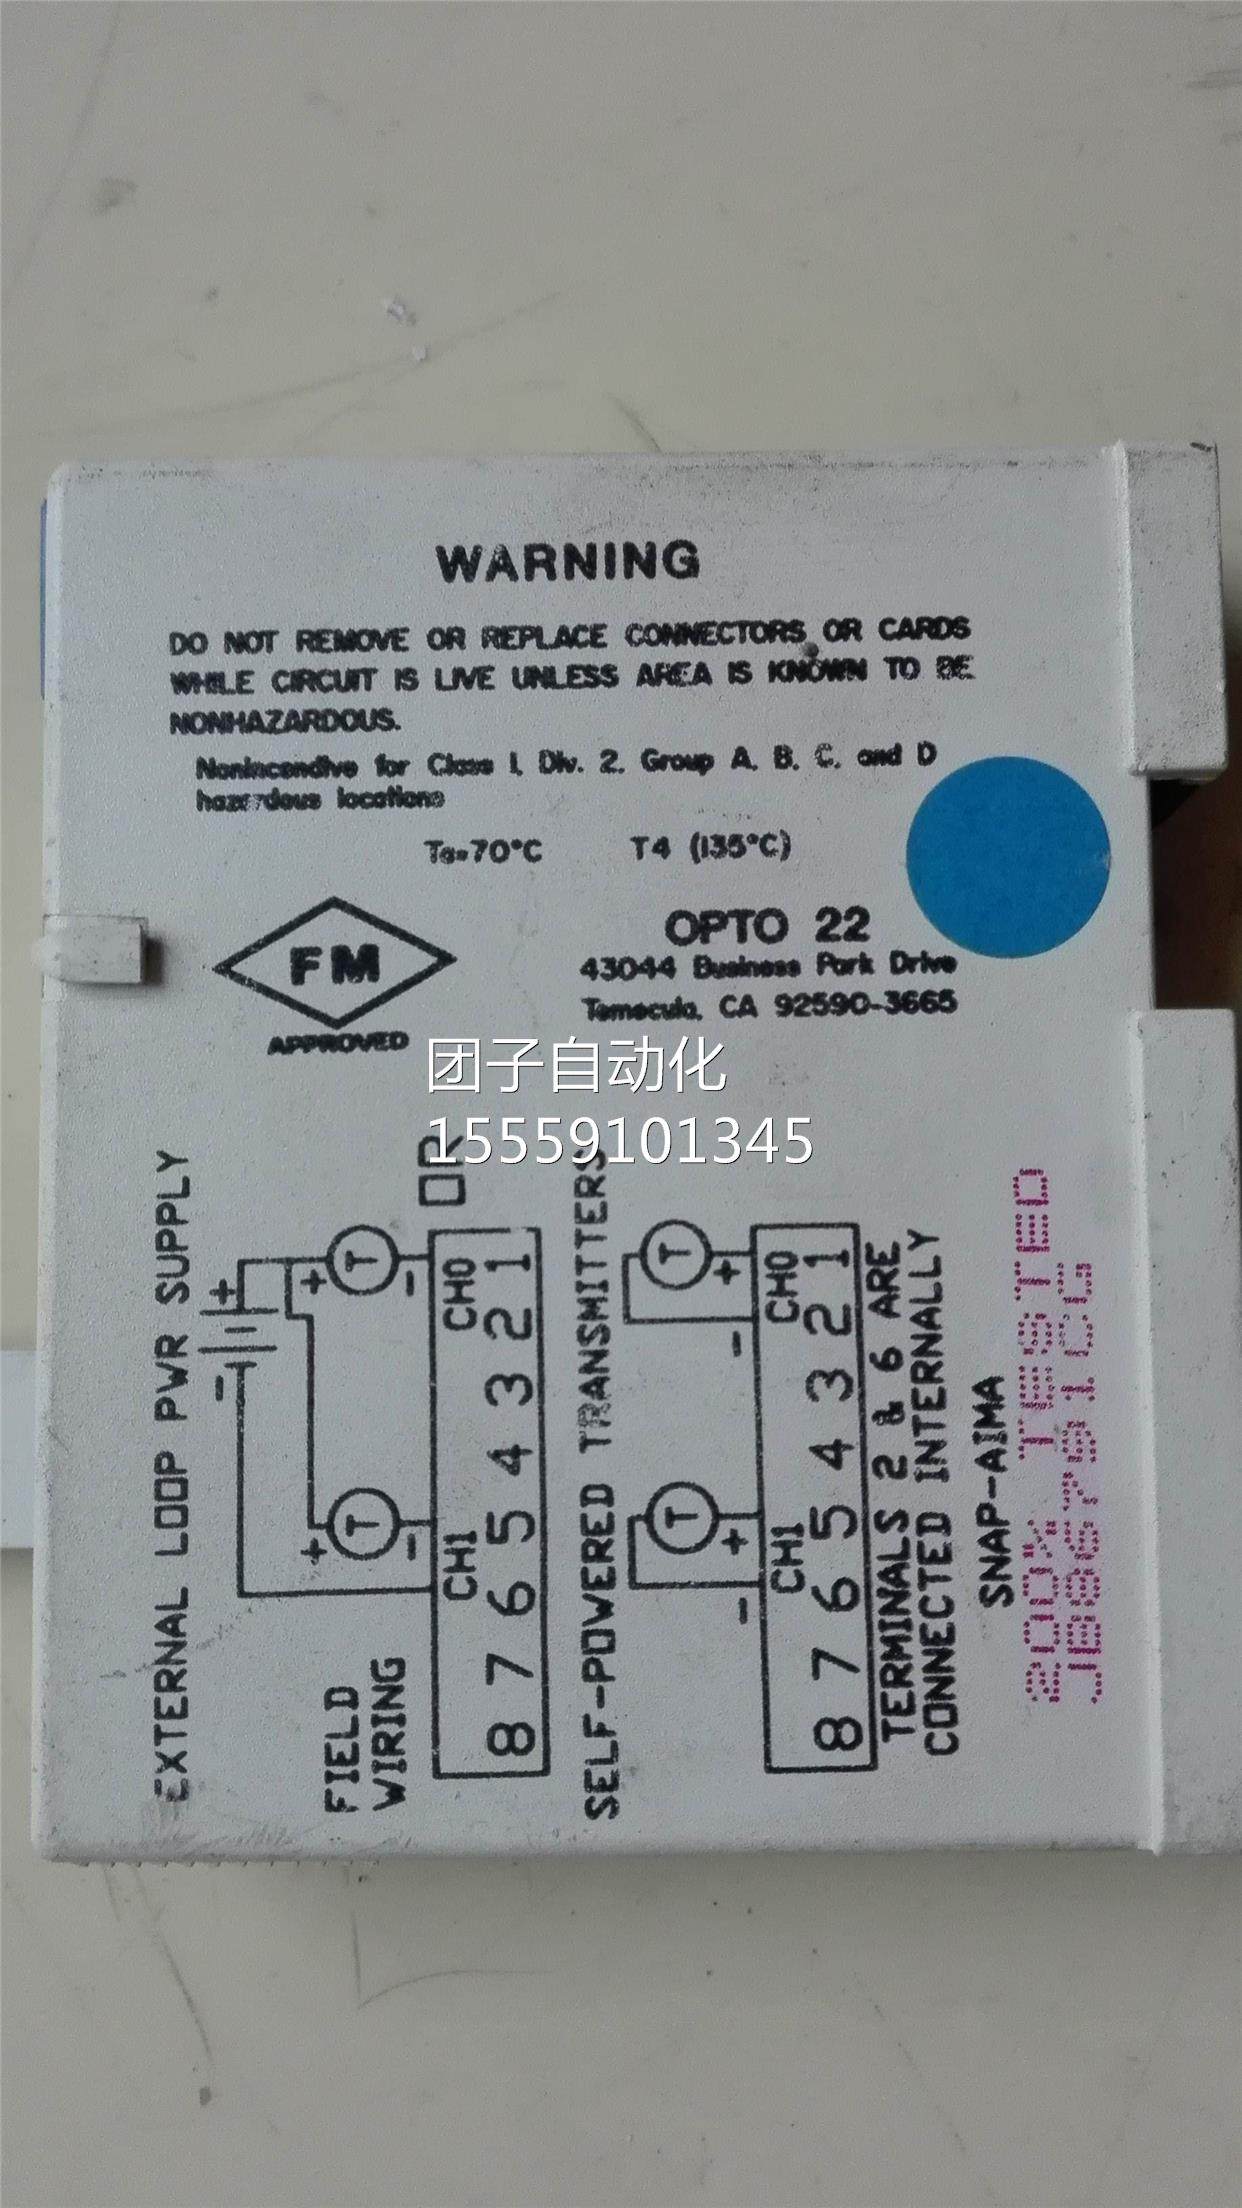 WARNING
DO NOT REMOVE OR REPLACE CONNECTORS OR CARDS
WHILE CIRCUIT IS LIVE UNLESS AREA IS KNOWN TO BE
NONHAZARDOUS.
Nonincendive for Class I, Div. 2, Group A, B, C, and D
hazardous locations
Ta=70°C T4 (135°C)
FM
APPROVED
OPTO 22
43044 Business Park Drive
Temecula, CA 92590-3665
团子自动化
15559101345
EXTERNAL LOOP PWR SUPPLY
- +
+ T - + T -
FIELD
WIRING
OR
CH1 CH0
8 7 6 5 4 3 2 1
SELF-POWERED TRANSMITTERS
T T
- + - +
CH1 CH0
8 7 6 5 4 3 2 1
TERMINALS 2 & 6 ARE
CONNECTED INTERNALLY
SNAP-AIMA
200% TESTED